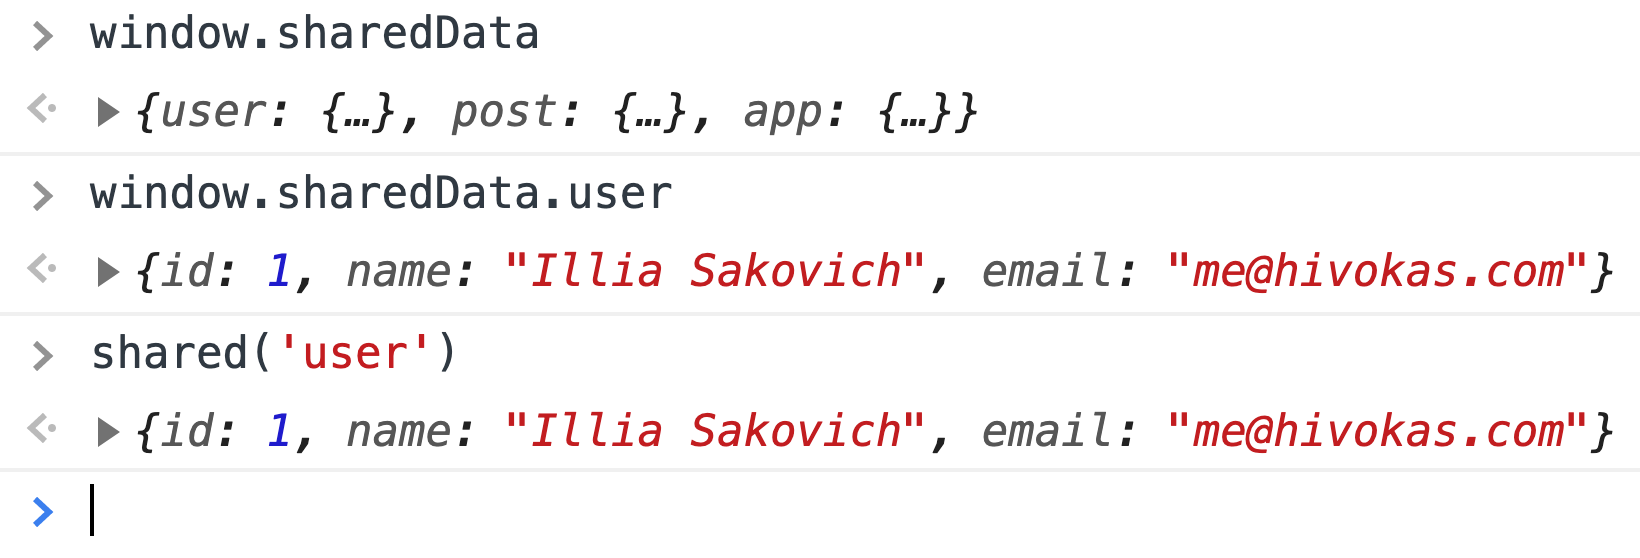 window.sharedData
{user: {…}, post: {…}, app: {…}}
window.sharedData.user
{id: 1, name: "Illia Sakovich", email: "me@hivokas.com"}
shared('user')
{id: 1, name: "Illia Sakovich", email: "me@hivokas.com"}